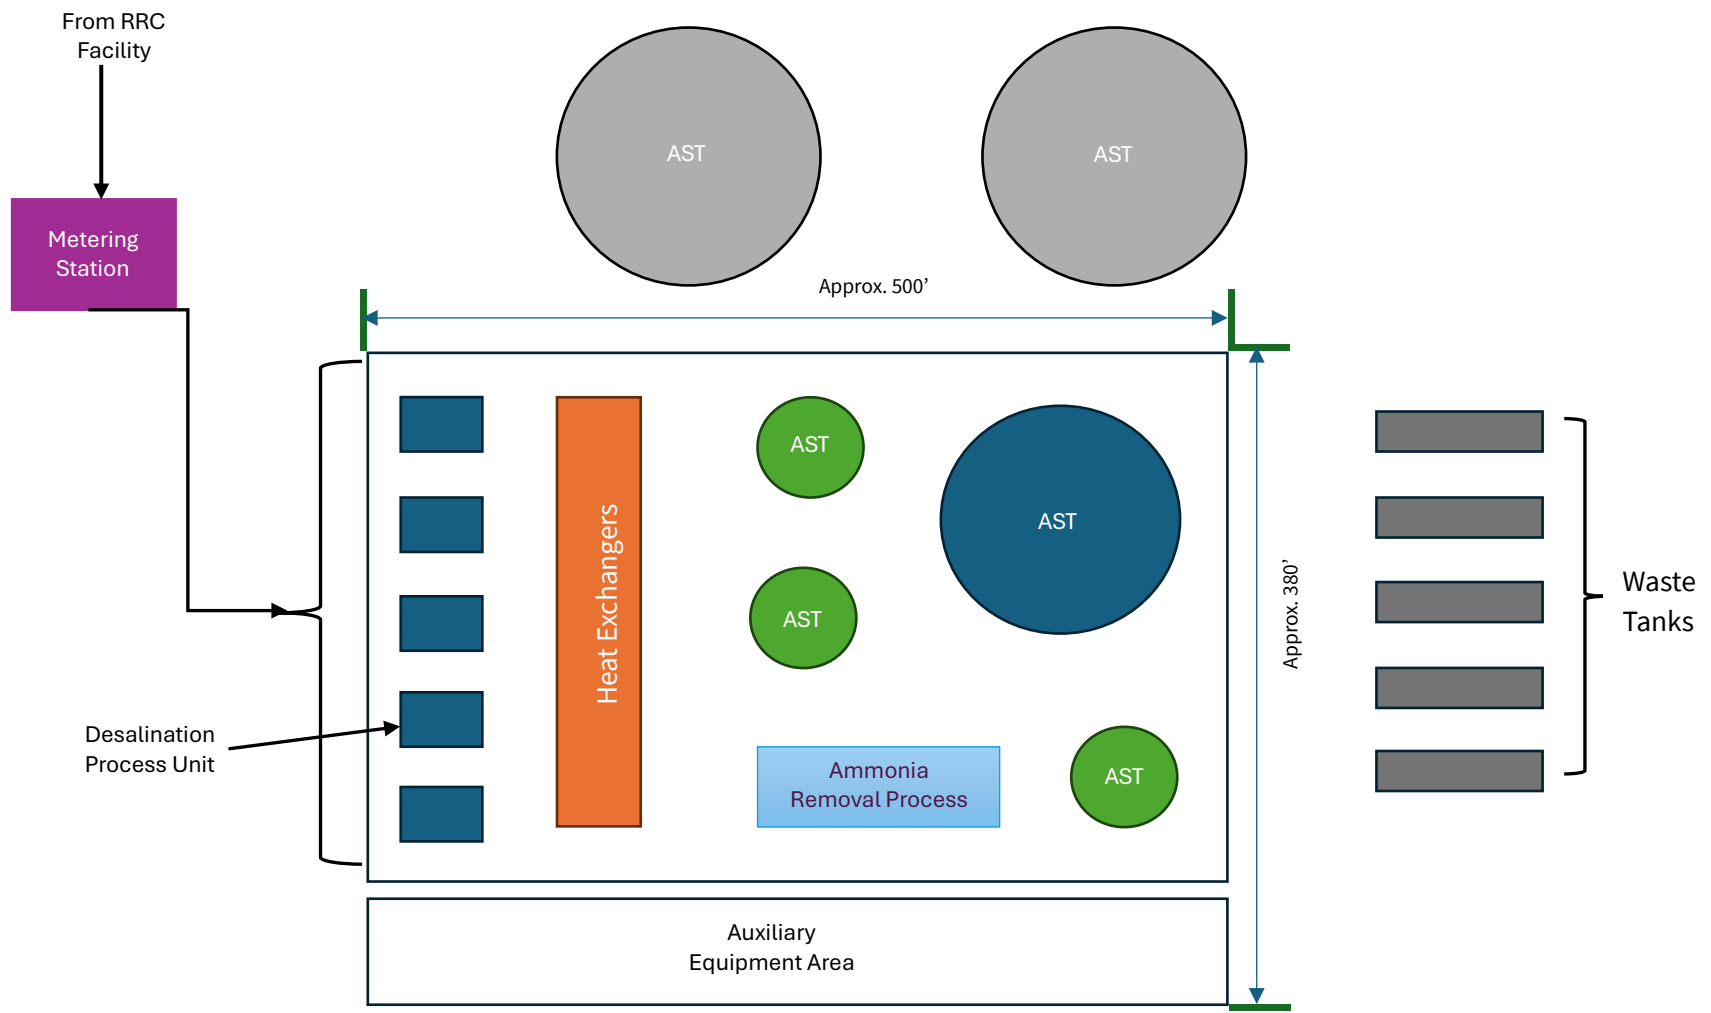 From RRC
Facility
AST
AST
Metering
Station
Approx. 500’
AST
AST
AST
Heat Exchangers
Approx. 380’
Waste
Tanks
Desalination
Process Unit
Ammonia
Removal Process
AST
Auxiliary
Equipment Area